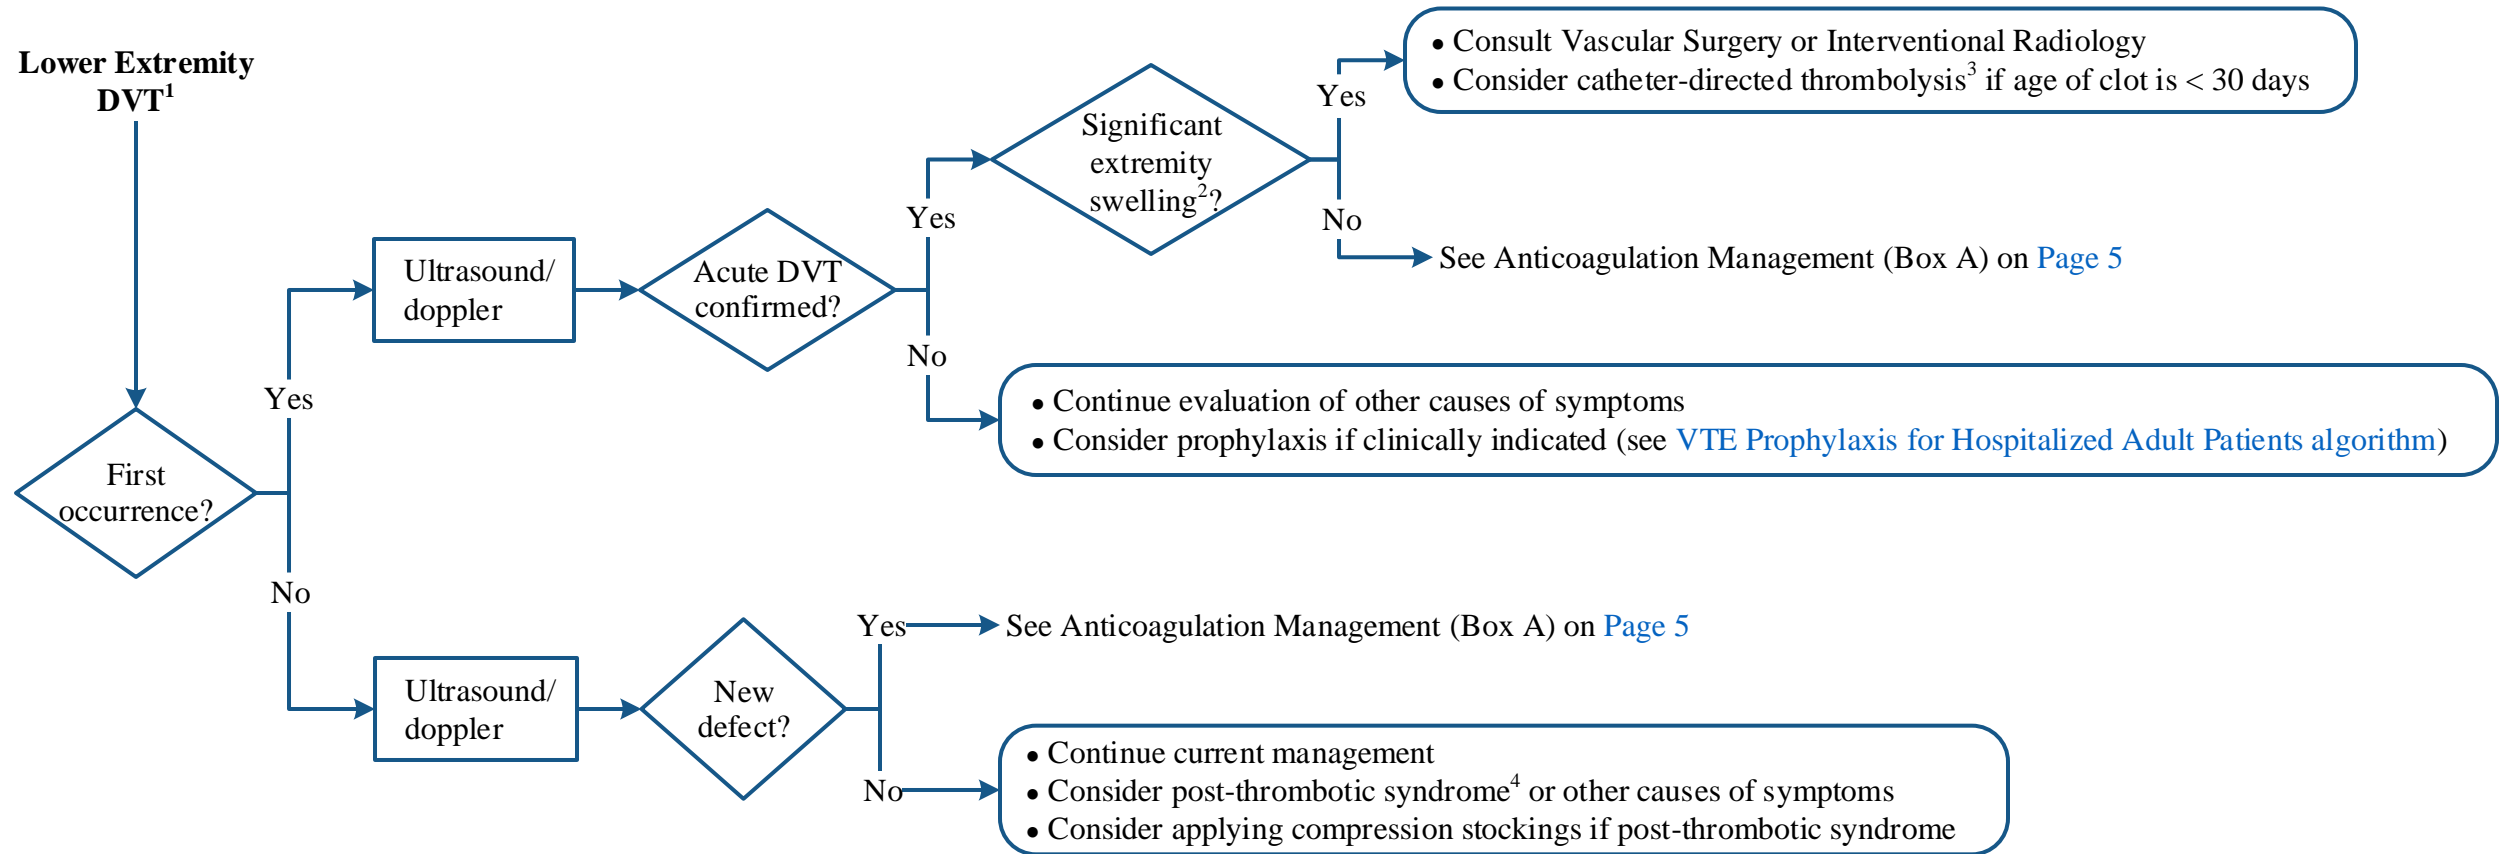 Lower Extremity
DVT¹
First
occurrence?
Yes
Ultrasound/
doppler
Acute DVT
confirmed?
Yes
Significant
extremity
swelling²?
Yes
• Consult Vascular Surgery or Interventional Radiology
• Consider catheter-directed thrombolysis³ if age of clot is < 30 days
No
See Anticoagulation Management (Box A) on Page 5
No
• Continue evaluation of other causes of symptoms
• Consider prophylaxis if clinically indicated (see VTE Prophylaxis for Hospitalized Adult Patients algorithm)
No
Ultrasound/
doppler
New
defect?
Yes
See Anticoagulation Management (Box A) on Page 5
No
• Continue current management
• Consider post-thrombotic syndrome⁴ or other causes of symptoms
• Consider applying compression stockings if post-thrombotic syndrome